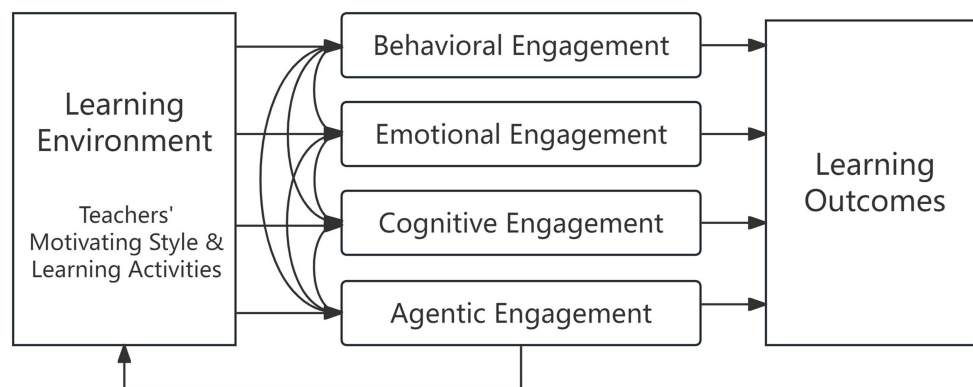 Learning
Environment
Teachers'
Motivating Style &
Learning Activities
Behavioral Engagement
Emotional Engagement
Cognitive Engagement
Agentic Engagement
Learning
Outcomes